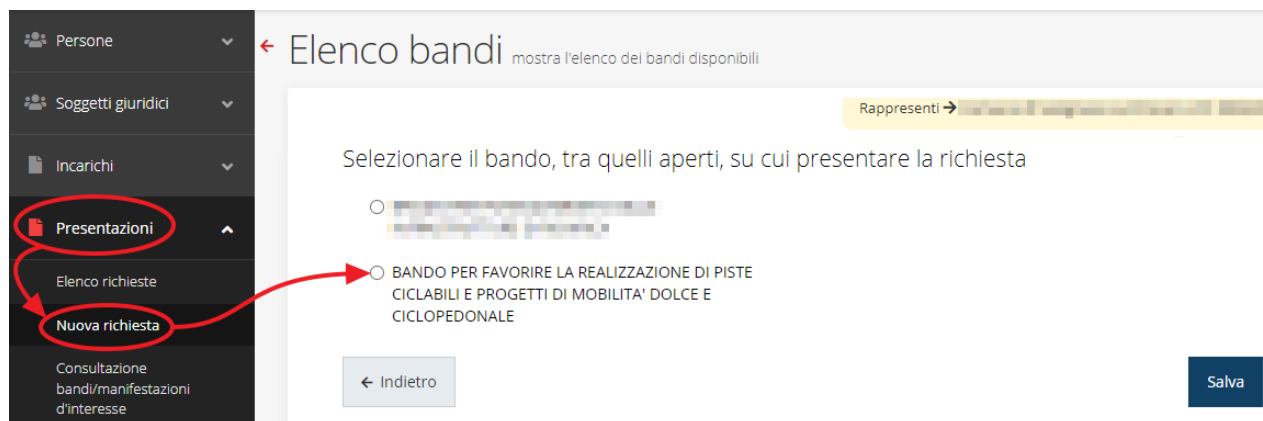 Persone
Soggetti giuridici
Incarichi
Presentazioni
Elenco richieste
Nuova richiesta
Consultazione
bandi/manifestazioni
d'interesse
Elenco bandi mostra l'elenco dei bandi disponibili
Rappresenti
Selezionare il bando, tra quelli aperti, su cui presentare la richiesta
BANDO PER FAVORIRE LA REALIZZAZIONE DI PISTE
CICLABILI E PROGETTI DI MOBILITA' DOLCE E
CICLOPEDONALE
Indietro
Salva